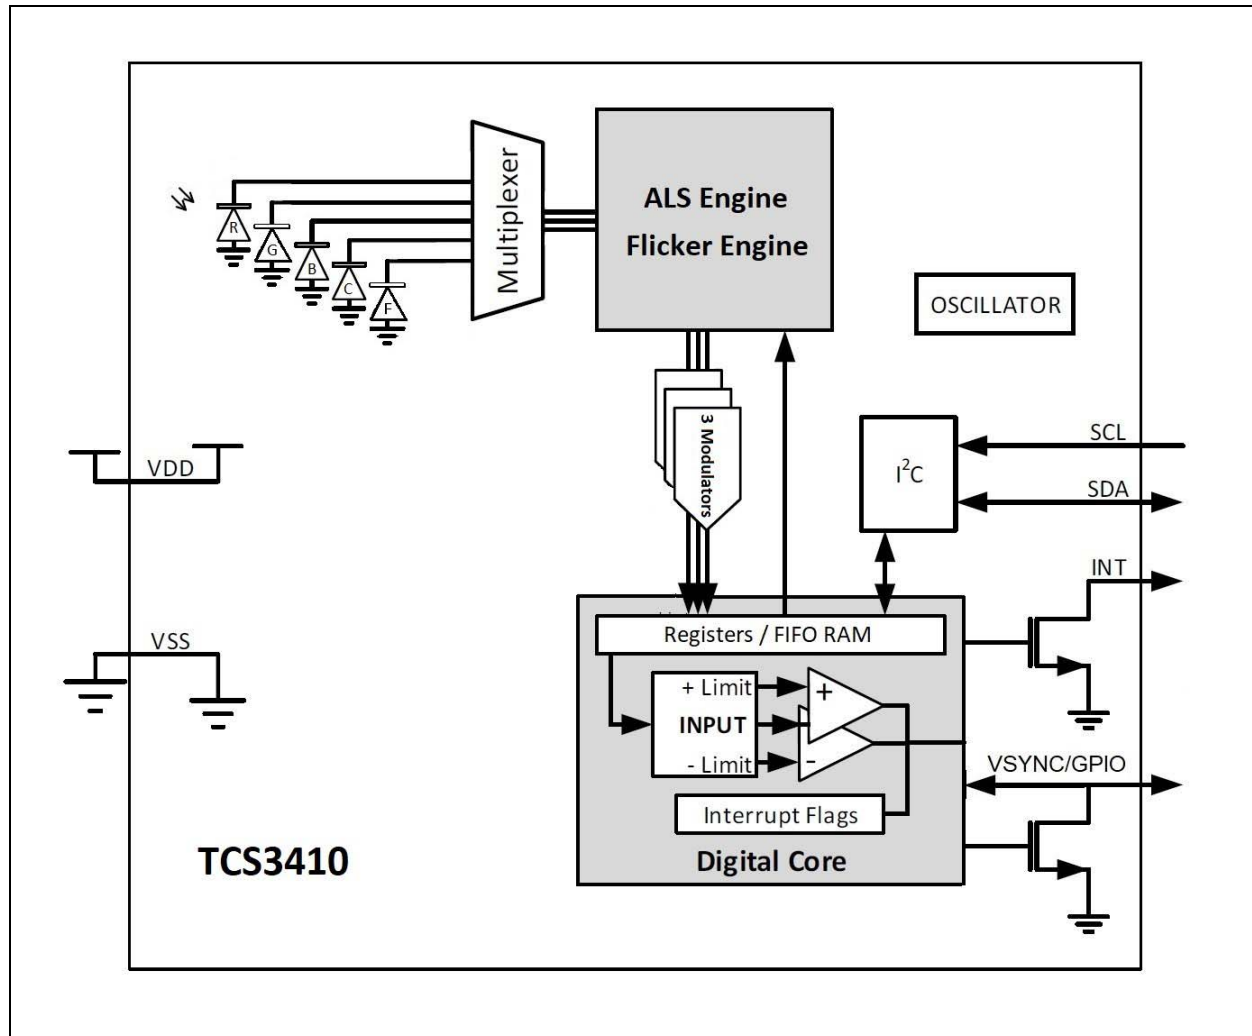 Multiplexer
ALS Engine
Flicker Engine
R
G
B
C
F
OSCILLATOR
3 Modulators
I²C
SCL
SDA
VDD
INT
VSS
Registers / FIFO RAM
+ Limit
+
INPUT
- Limit
-
VSYNC/GPIO
Interrupt Flags
Digital Core
TCS3410